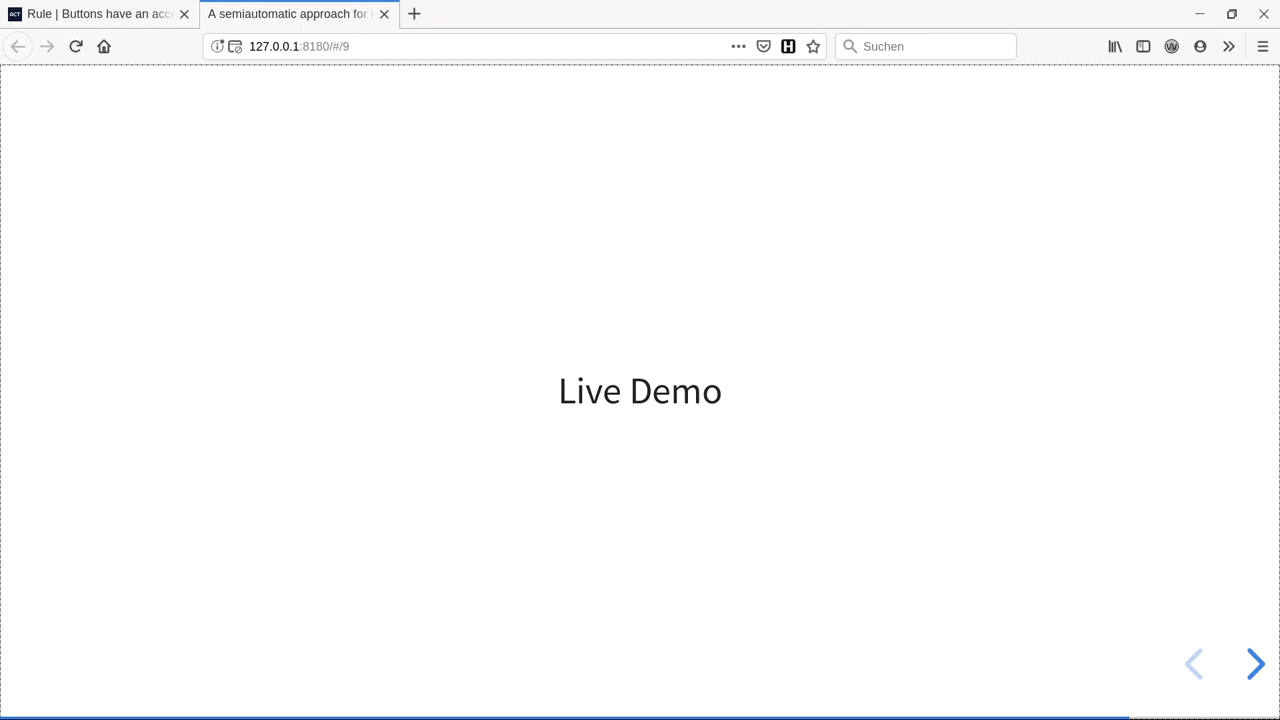 Rule | Buttons have an acc
A semiautomatic approach for
127.0.0.1:8180/#/9
Suchen
Live Demo